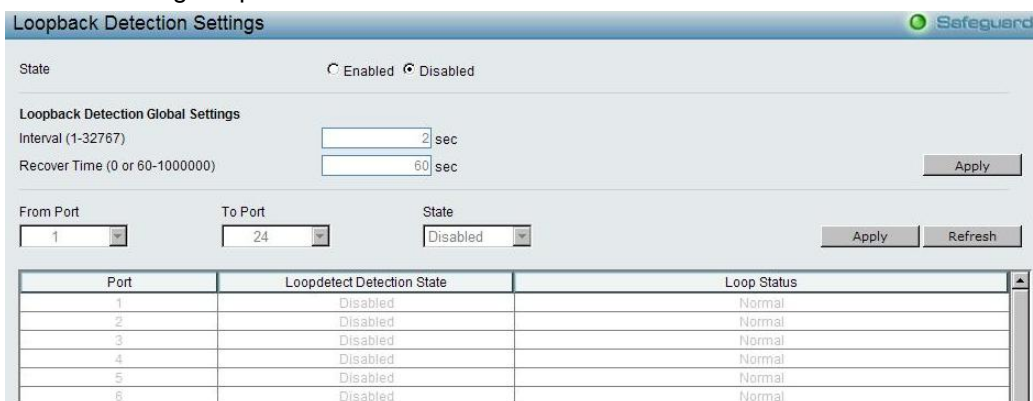 Loopback Detection Settings Safeguard
State Enabled Disabled
Loopback Detection Global Settings
Interval (1-32767) 2 sec
Recover Time (0 or 60-1000000) 60 sec Apply
From Port To Port State
1 24 Disabled Apply Refresh
Port Loopdetect Detection State Loop Status
1 Disabled Normal
2 Disabled Normal
3 Disabled Normal
4 Disabled Normal
5 Disabled Normal
6 Disabled Normal